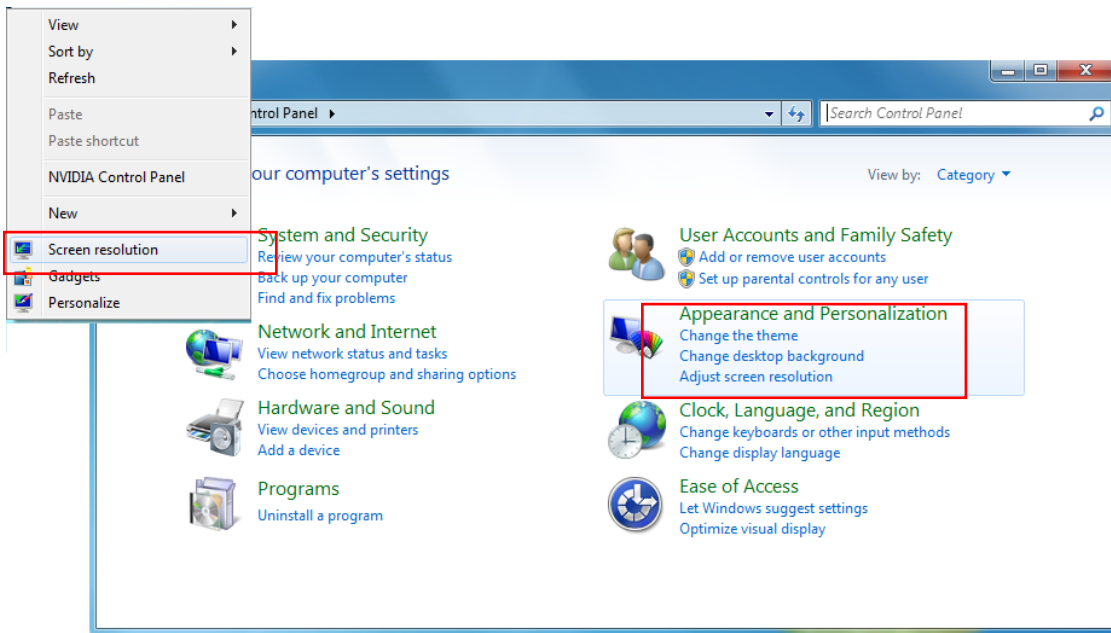 View
Sort by
Refresh
Paste
Paste shortcut
NVIDIA Control Panel
New
Screen resolution
Gadgets
Personalize
ntrol Panel
Search Control Panel
our computer's settings
View by: Category
System and Security
Review your computer's status
Back up your computer
Find and fix problems
Network and Internet
View network status and tasks
Choose homegroup and sharing options
Hardware and Sound
View devices and printers
Add a device
Programs
Uninstall a program
User Accounts and Family Safety
Add or remove user accounts
Set up parental controls for any user
Appearance and Personalization
Change the theme
Change desktop background
Adjust screen resolution
Clock, Language, and Region
Change keyboards or other input methods
Change display language
Ease of Access
Let Windows suggest settings
Optimize visual display